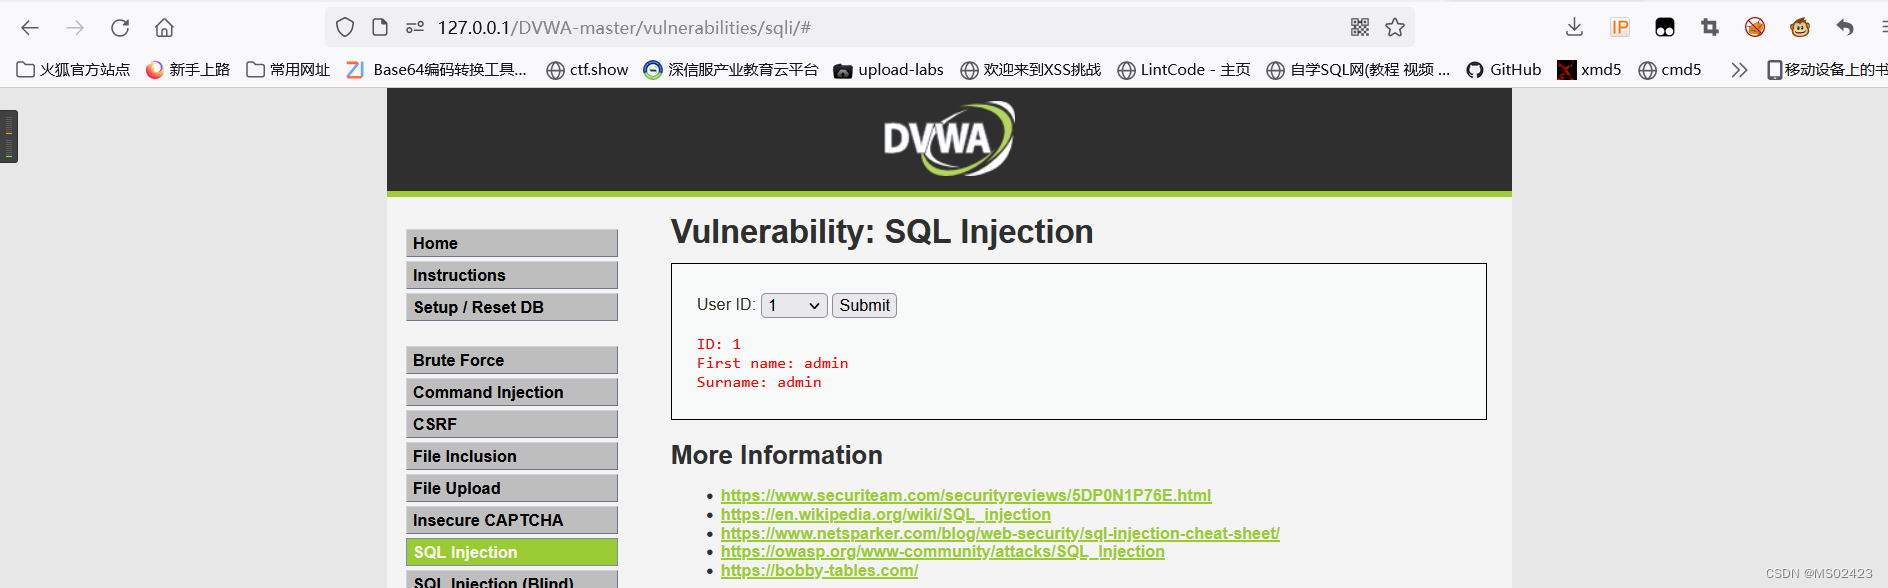 127.0.0.1/DVWA-master/vulnerabilities/sqli/#
IP
火狐官方站点 新手上路 常用网址 Base64编码转换工具... ctf.show 深信服产业教育云平台 upload-labs 欢迎来到XSS挑战 LintCode - 主页 自学SQL网(教程 视频 ... GitHub xmd5 cmd5 移动设备上的书
DVWA
Vulnerability: SQL Injection
Home
Instructions
Setup / Reset DB
Brute Force
Command Injection
CSRF
File Inclusion
File Upload
Insecure CAPTCHA
SQL Injection
SQL Injection (Blind)
User ID: 1 Submit
ID: 1
First name: admin
Surname: admin
More Information
https://www.securiteam.com/securityreviews/5DP0N1P76E.html
https://en.wikipedia.org/wiki/SQL_injection
https://www.netsparker.com/blog/web-security/sql-injection-cheat-sheet/
https://owasp.org/www-community/attacks/SQL_Injection
https://bobby-tables.com/
CSDN @MS02423